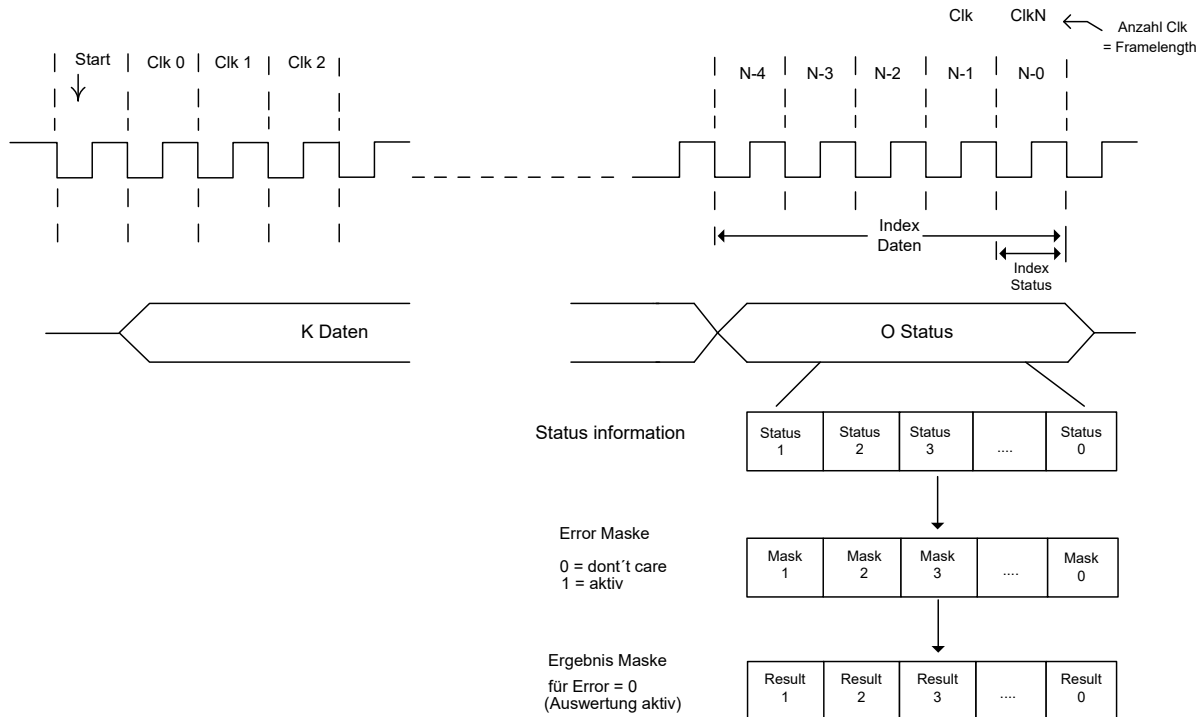 Clk ClkN
Anzahl Clk
= Framelength
Start Clk 0 Clk 1 Clk 2
N-4 N-3 N-2 N-1 N-0
Index
Daten
Index
Status
K Daten
O Status
Status information
Status Status Status Status
1 2 3 .... 0
Error Maske
0 = dont´t care
1 = aktiv
Mask Mask Mask Mask
1 2 3 .... 0
Ergebnis Maske
für Error = 0
(Auswertung aktiv)
Result Result Result Result
1 2 3 .... 0